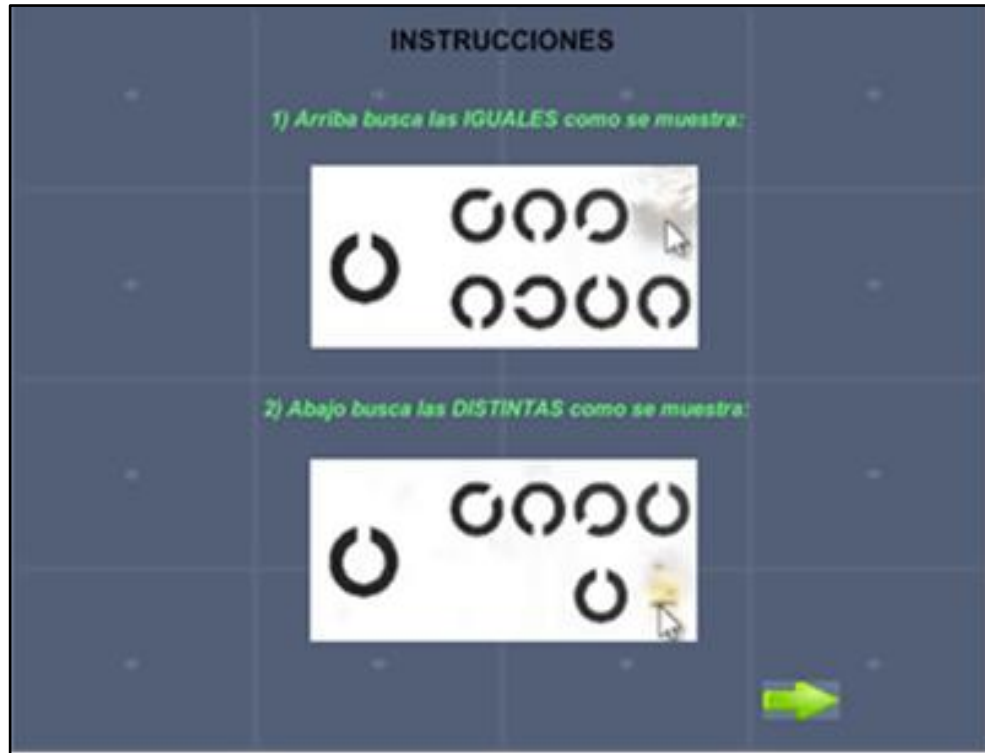 INSTRUCCIONES
1) Arriba busca las IGUALES como se muestra:
2) Abajo busca las DISTINTAS como se muestra: